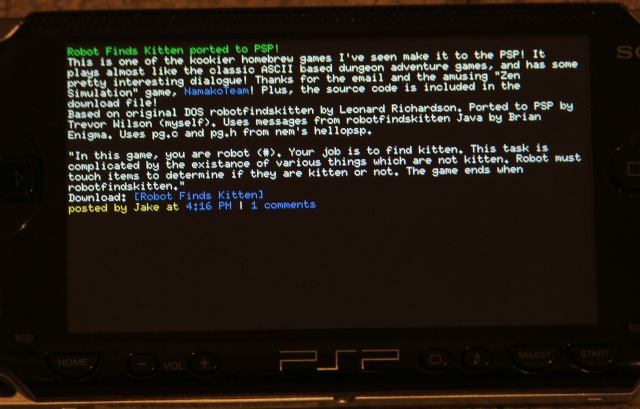 Robot Finds Kitten ported to PSP!
This is one of the kookier homebrew games I've seen make it to the PSP! It
plays almost like the classic ASCII based dungeon adventure games, and has some
pretty interesting dialogue! Thanks for the email and the amusing "Zen
Simulation" game, NamakoTeam! Plus, the source code is included in the
download file!
Based on original DOS robotfindskitten by Leonard Richardson. Ported to PSP by
Trevor Wilson (myself). Uses messages from robotfindskitten Java by Brian
Enigma. Uses pg.c and pg.h from nem's hellopsp.
"In this game, you are robot (#). Your job is to find kitten. This task is
complicated by the existance of various things which are not kitten. Robot must
touch items to determine if they are kitten or not. The game ends when
robotfindskitten."
Download: [Robot Finds Kitten]
posted by Jake at 4:16 PM | 1 comments
HOME - VOL + PSP SELECT START